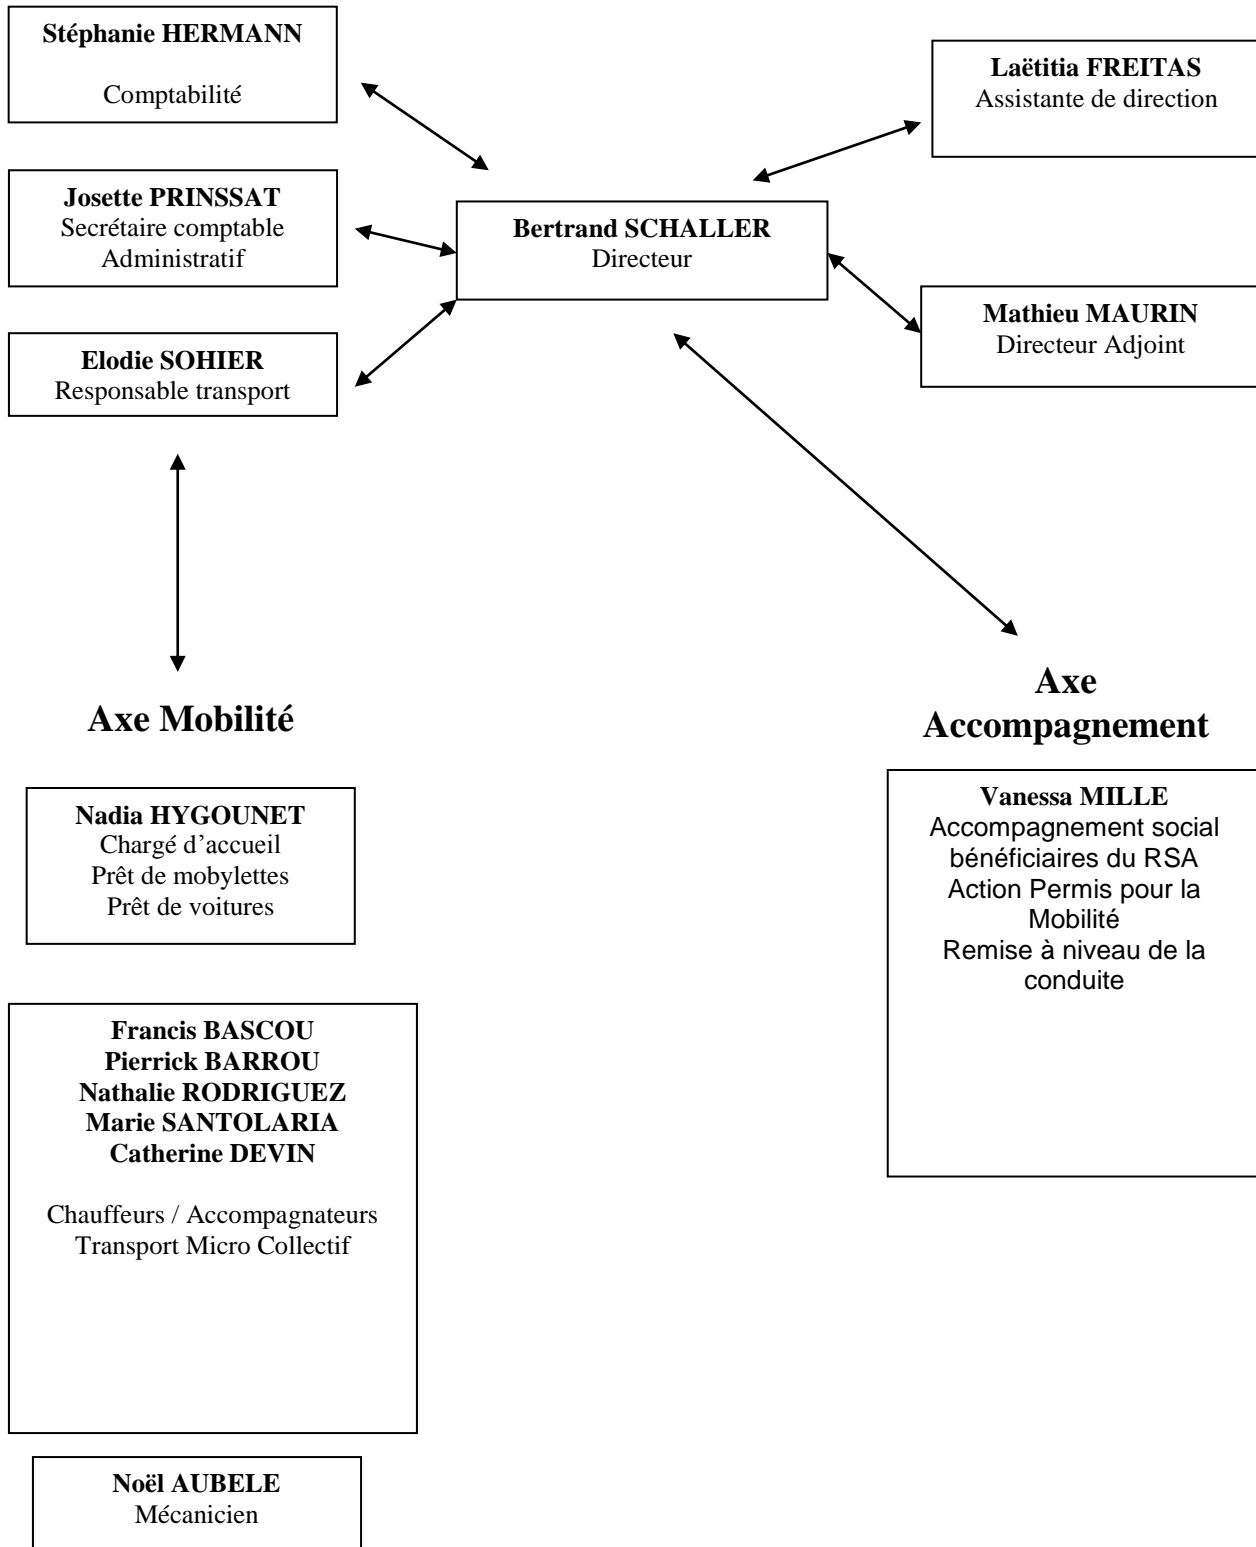 Stéphanie HERMANN
Comptabilité
Laëtitia FREITAS
Assistante de direction
Josette PRINSSAT
Secrétaire comptable
Administratif
Bertrand SCHALLER
Directeur
Mathieu MAURIN
Directeur Adjoint
Elodie SOHIER
Responsable transport
Axe Mobilité
Nadia HYGOUNET
Chargé d’accueil
Prêt de mobylettes
Prêt de voitures
Francis BASCOU
Pierrick BARROU
Nathalie RODRIGUEZ
Marie SANTOLARIA
Catherine DEVIN
Chauffeurs / Accompagnateurs
Transport Micro Collectif
Noël AUBELE
Mécanicien
Axe
Accompagnement
Vanessa MILLE
Accompagnement social
bénéficiaires du RSA
Action Permis pour la
Mobilité
Remise à niveau de la
conduite